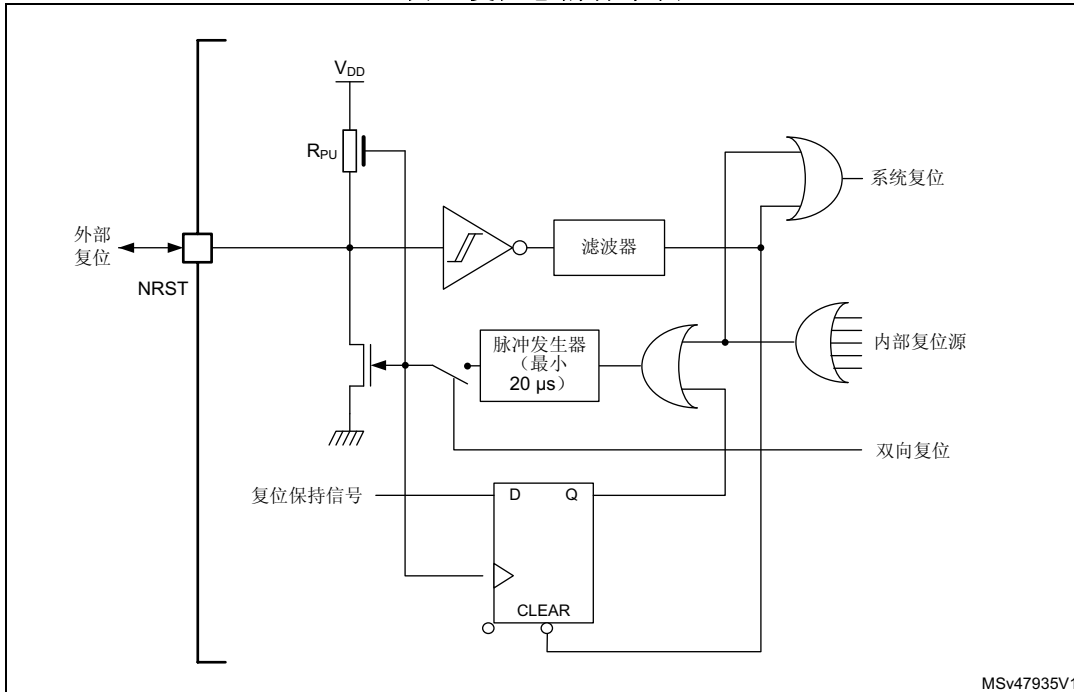 V_DD
R_PU
系统复位
外部
复位
滤波器
NRST
脉冲发生器
（最小
20 µs）
内部复位源
双向复位
复位保持信号
D
Q
CLEAR
MSv47935V1